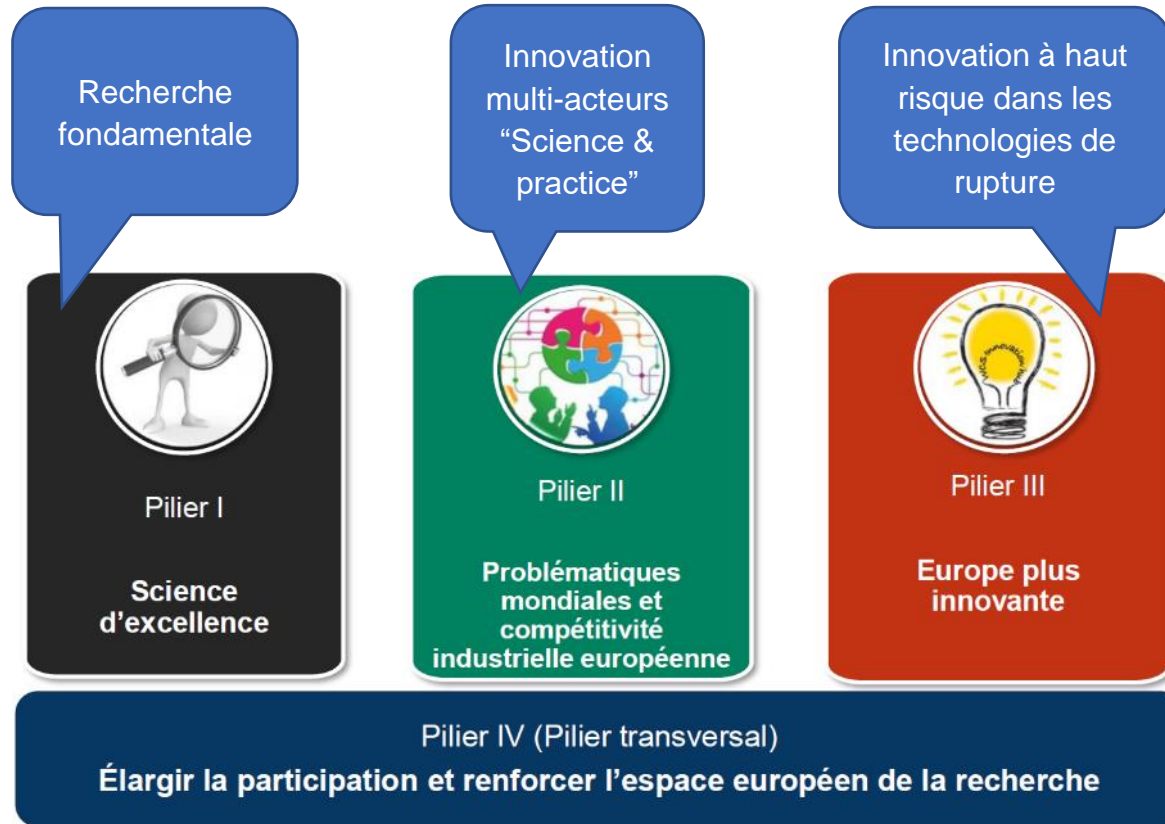 Recherche
fondamentale
Innovation
multi-acteurs
“Science &
practice”
Innovation à haut
risque dans les
technologies de
rupture
Pilier I
Science
d’excellence
Pilier II
Problématiques
mondiales et
compétitivité
industrielle européenne
Pilier III
Europe plus
innovante
Pilier IV (Pilier transversal)
Élargir la participation et renforcer l’espace européen de la recherche